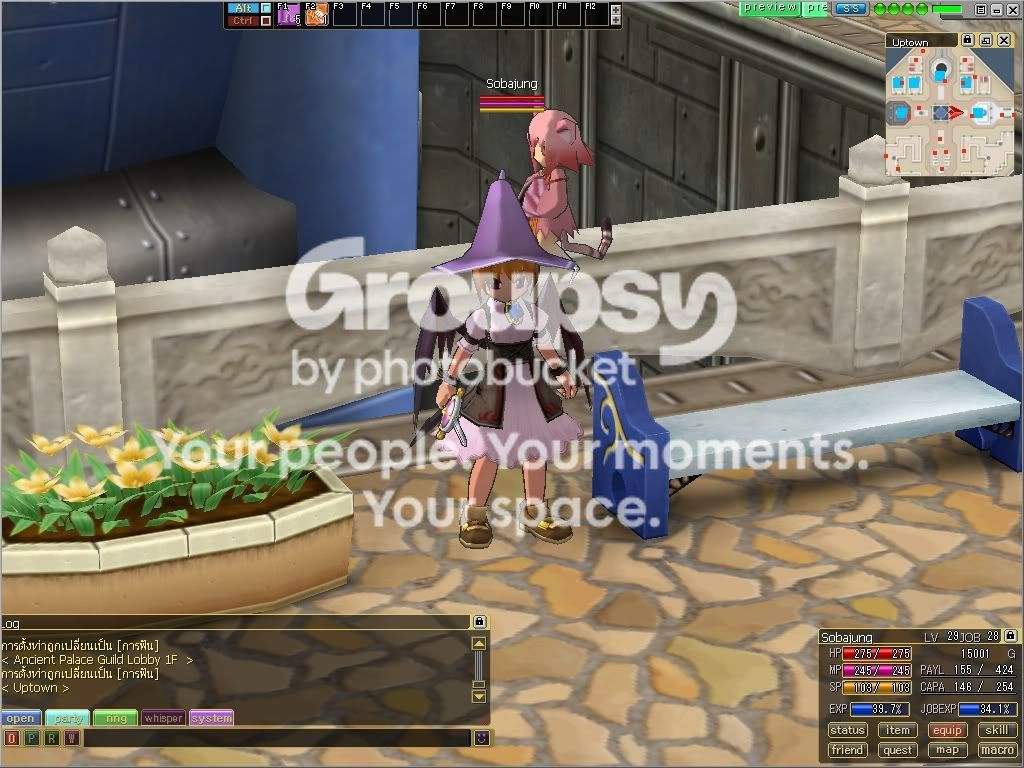 Alt
Ctrl
F1 F2 F3 F4 F5 F6 F7 F8 F9 F10 F11 F12
5 1
preview pre SS
Uptown
Sobajung
Groupsy
by photobucket
Your people. Your moments.
Your space.
Log
การตั้งท่าถูกเปลี่ยนเป็น [การฟัน]
< Ancient Palace Guild Lobby 1F >
การตั้งท่าถูกเปลี่ยนเป็น [การฟัน]
< Uptown >
open party ring whisper system
O P R W
Sobajung LV 29 JOB 28
HP 275/ 275 15001 G
MP 245/ 245 PAYL 155 / 424
SP 103/ 103 CAPA 146 / 254
EXP 39.7% JOBEXP 34.1%
status item equip skill
friend quest map macro